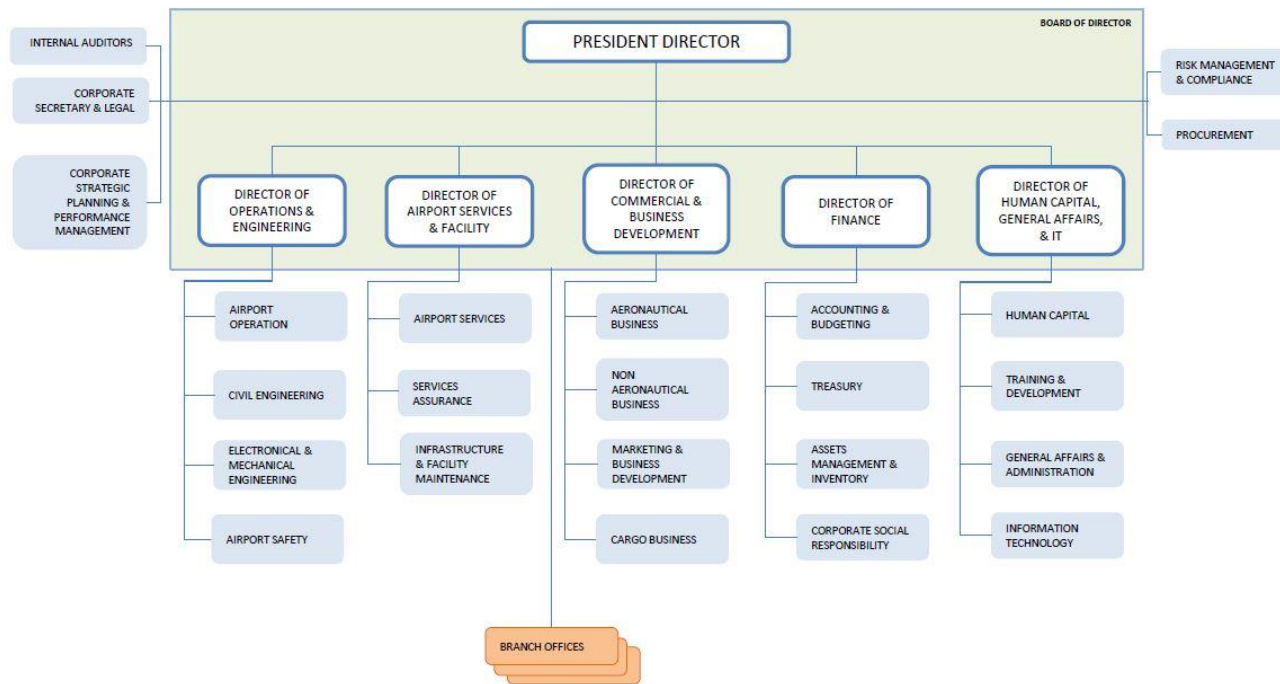 BOARD OF DIRECTOR
PRESIDENT DIRECTOR
INTERNAL AUDITORS
CORPORATE
SECRETARY & LEGAL
CORPORATE
STRATEGIC
PLANNING &
PERFORMANCE
MANAGEMENT
RISK MANAGEMENT
& COMPLIANCE
PROCUREMENT
DIRECTOR OF
OPERATIONS &
ENGINEERING
DIRECTOR OF
AIRPORT SERVICES
& FACILITY
DIRECTOR OF
COMMERCIAL &
BUSINESS
DEVELOPMENT
DIRECTOR OF
FINANCE
DIRECTOR OF
HUMAN CAPITAL,
GENERAL AFFAIRS,
& IT
AIRPORT
OPERATION
CIVIL ENGINEERING
ELECTRONICAL &
MECHANICAL
ENGINEERING
AIRPORT SAFETY
AIRPORT SERVICES
SERVICES
ASSURANCE
INFRASTRUCTURE
& FACILITY
MAINTENANCE
AERONAUTICAL
BUSINESS
NON
AERONAUTICAL
BUSINESS
MARKETING &
BUSINESS
DEVELOPMENT
CARGO BUSINESS
ACCOUNTING &
BUDGETING
TREASURY
ASSETS
MANAGEMENT &
INVENTORY
CORPORATE SOCIAL
RESPONSIBILITY
HUMAN CAPITAL
TRAINING &
DEVELOPMENT
GENERAL AFFAIRS &
ADMINISTRATION
INFORMATION
TECHNOLOGY
BRANCH OFFICES